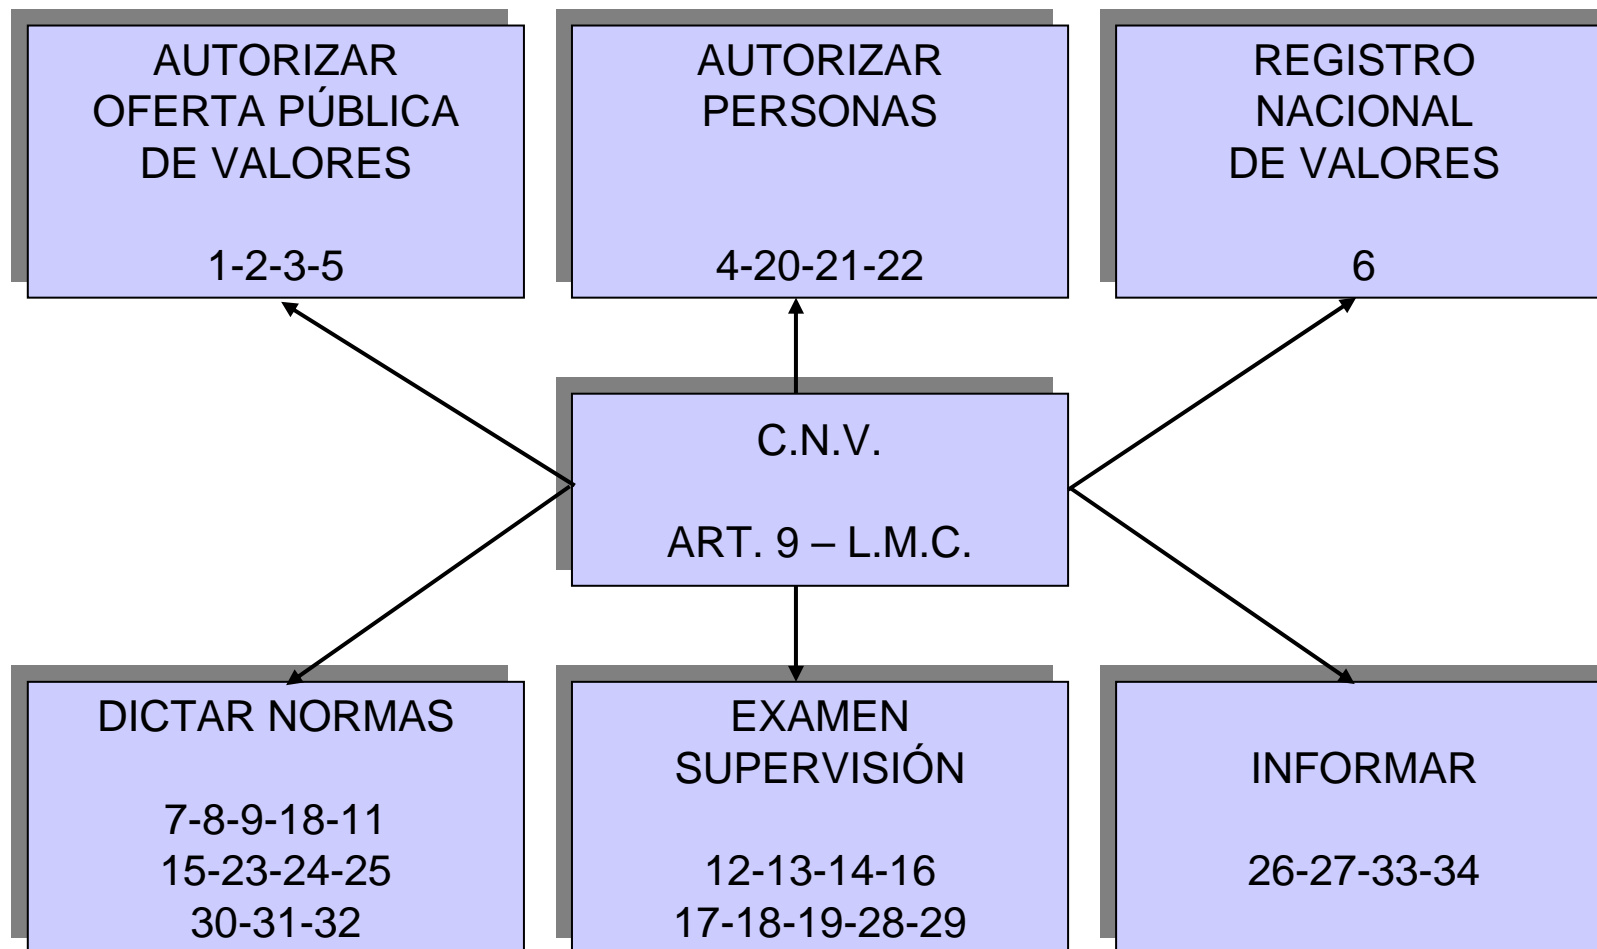 AUTORIZAR
OFERTA PÚBLICA
DE VALORES
1-2-3-5
AUTORIZAR
PERSONAS
4-20-21-22
REGISTRO
NACIONAL
DE VALORES
6
C.N.V.
ART. 9 – L.M.C.
DICTAR NORMAS
7-8-9-18-11
15-23-24-25
30-31-32
EXAMEN
SUPERVISIÓN
12-13-14-16
17-18-19-28-29
INFORMAR
26-27-33-34